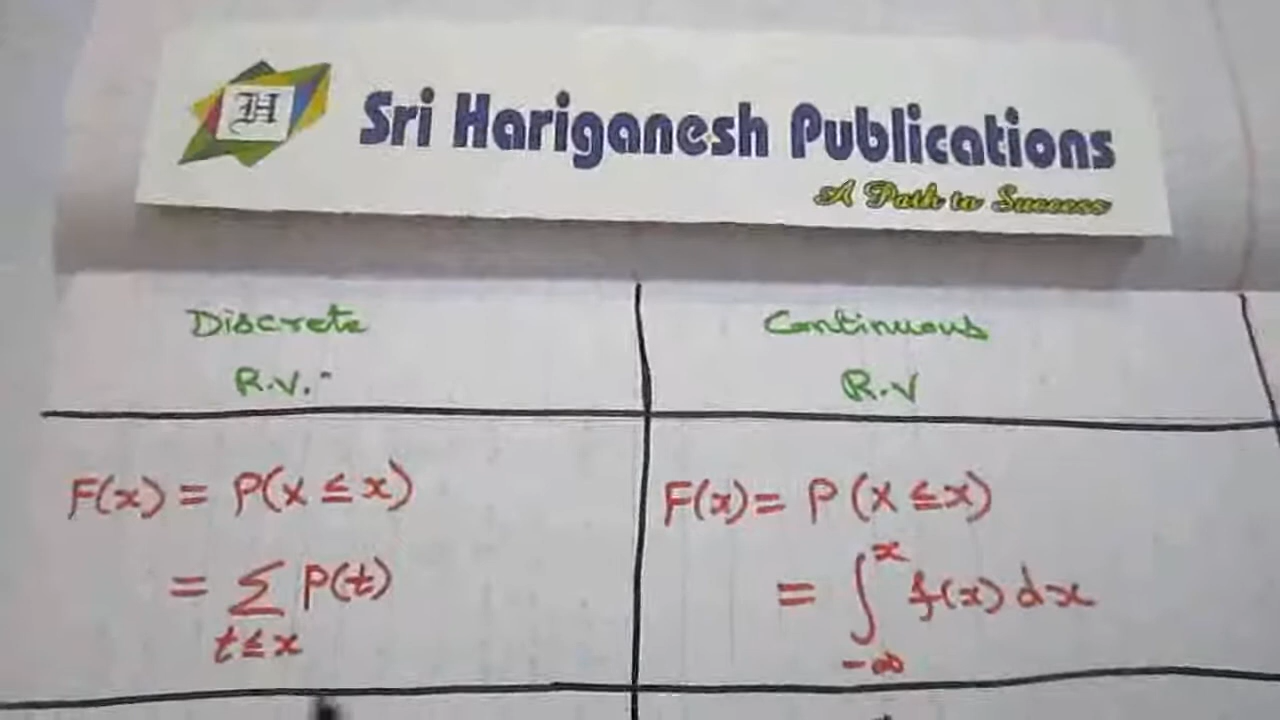 H
Sri Hariganesh Publications
A Path to Success
Discrete
R.V.
Continuous
R.V
F(x) = P(X ≤ x)
= ∑ P(t)
t ≤ x
F(x) = P(X ≤ x)
= ∫_{-∞}^{x} f(x) dx